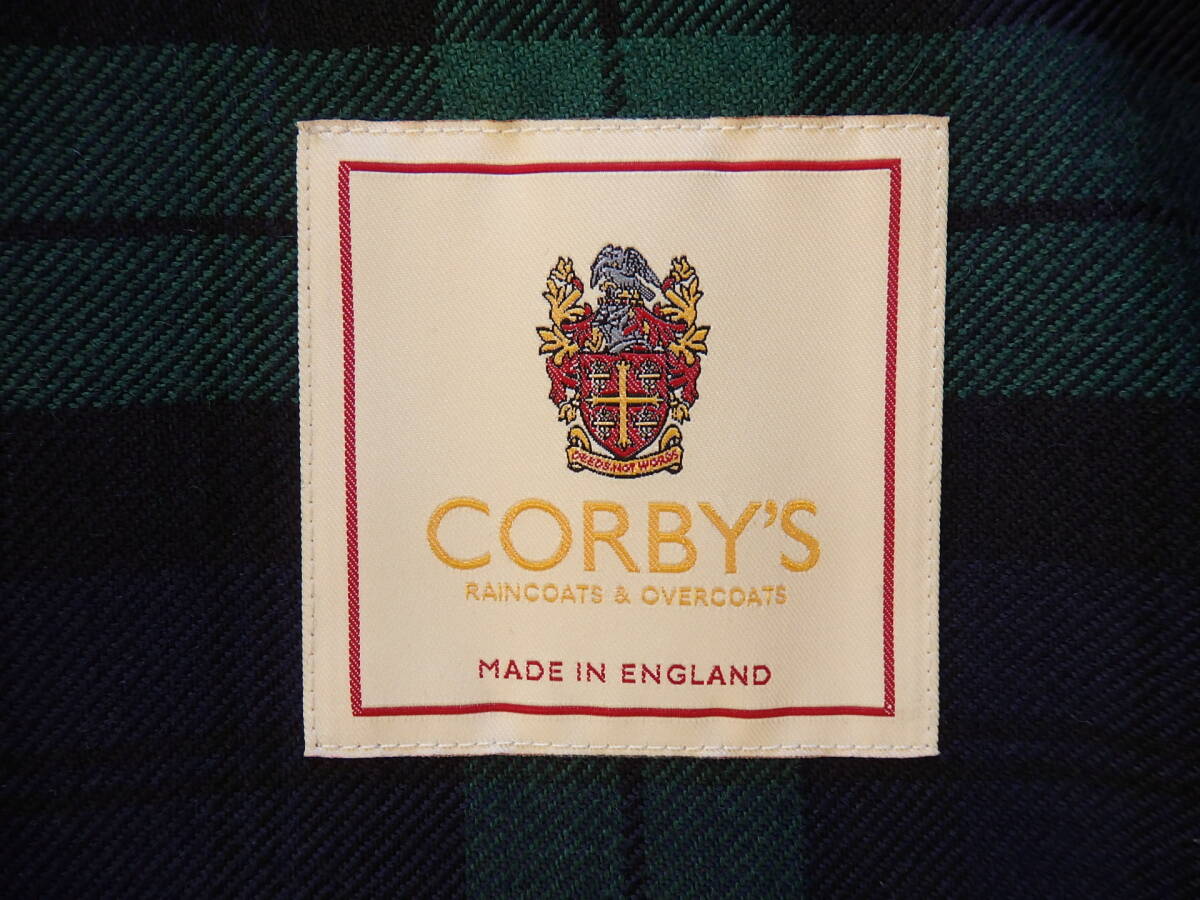 DEEDS NOT WORDS
CORBY'S
RAINCOATS & OVERCOATS
MADE IN ENGLAND